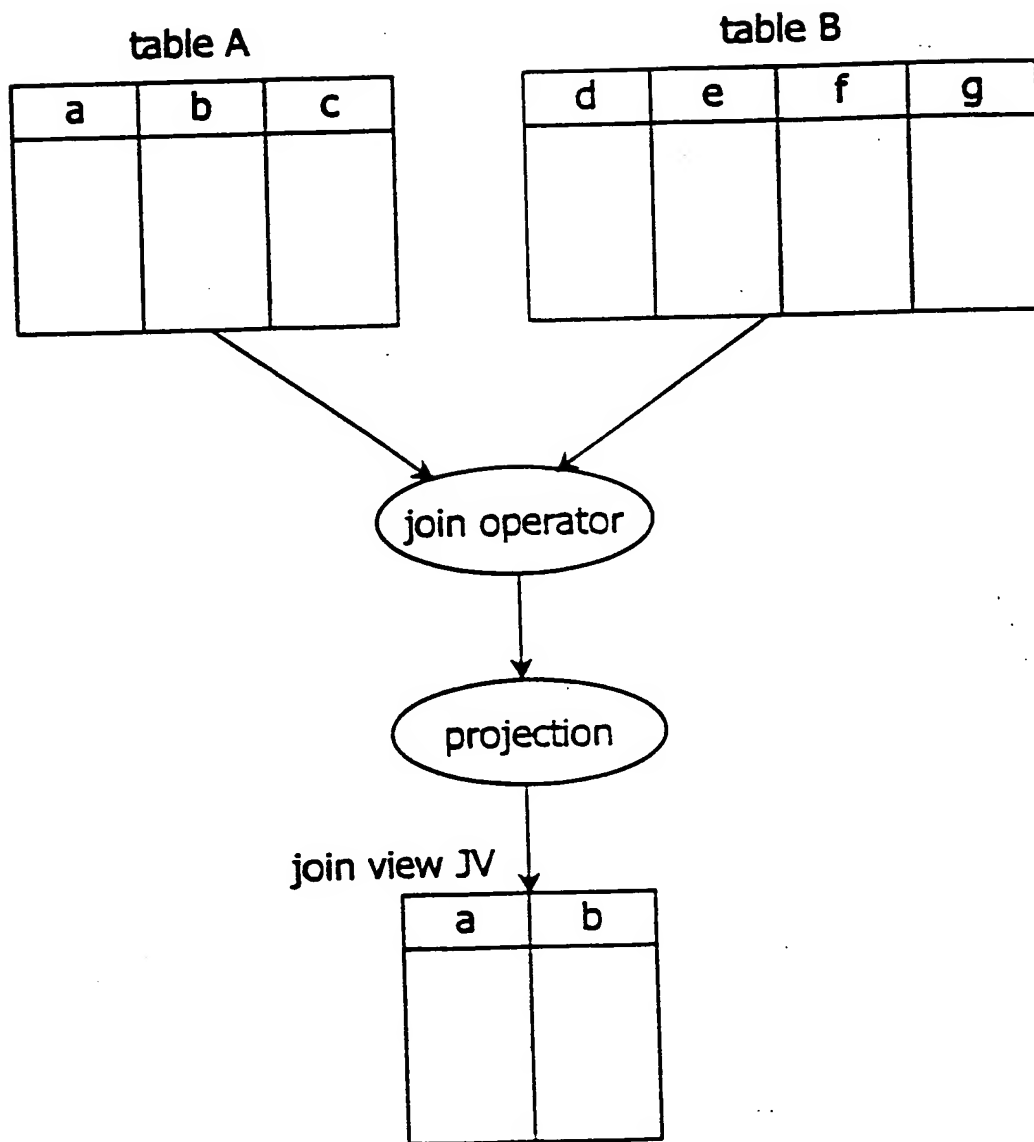 table A
table B
a b c
d e f g
join operator
projection
join view JV
a b